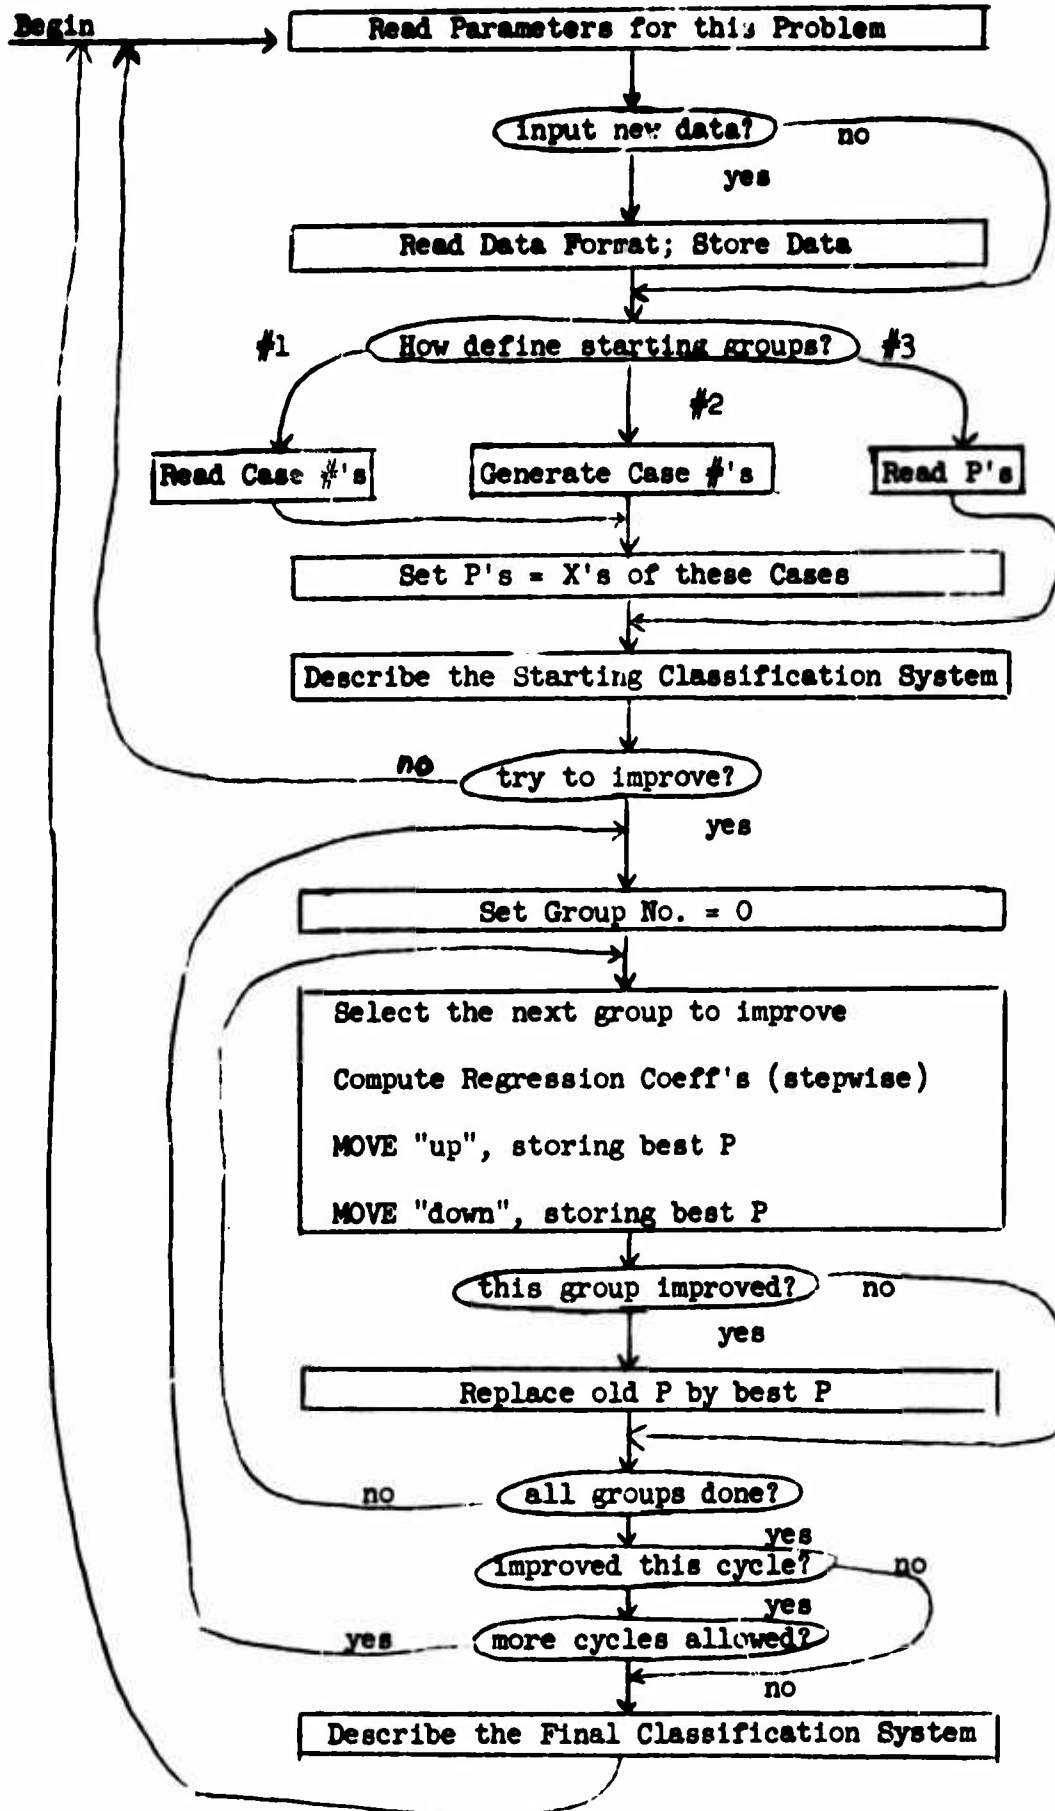 Begin
Read Parameters for this Problem
input new data?
no
yes
Read Data Format; Store Data
#1
How define starting groups?
#3
#2
Read Case #'s
Generate Case #'s
Read P's
Set P's = X's of these Cases
Describe the Starting Classification System
no
try to improve?
yes
Set Group No. = 0
Select the next group to improve
Compute Regression Coeff's (stepwise)
MOVE "up", storing best P
MOVE "down", storing best P
this group improved?
no
yes
Replace old P by best P
no
all groups done?
yes
improved this cycle?
no
yes
yes
more cycles allowed?
no
Describe the Final Classification System